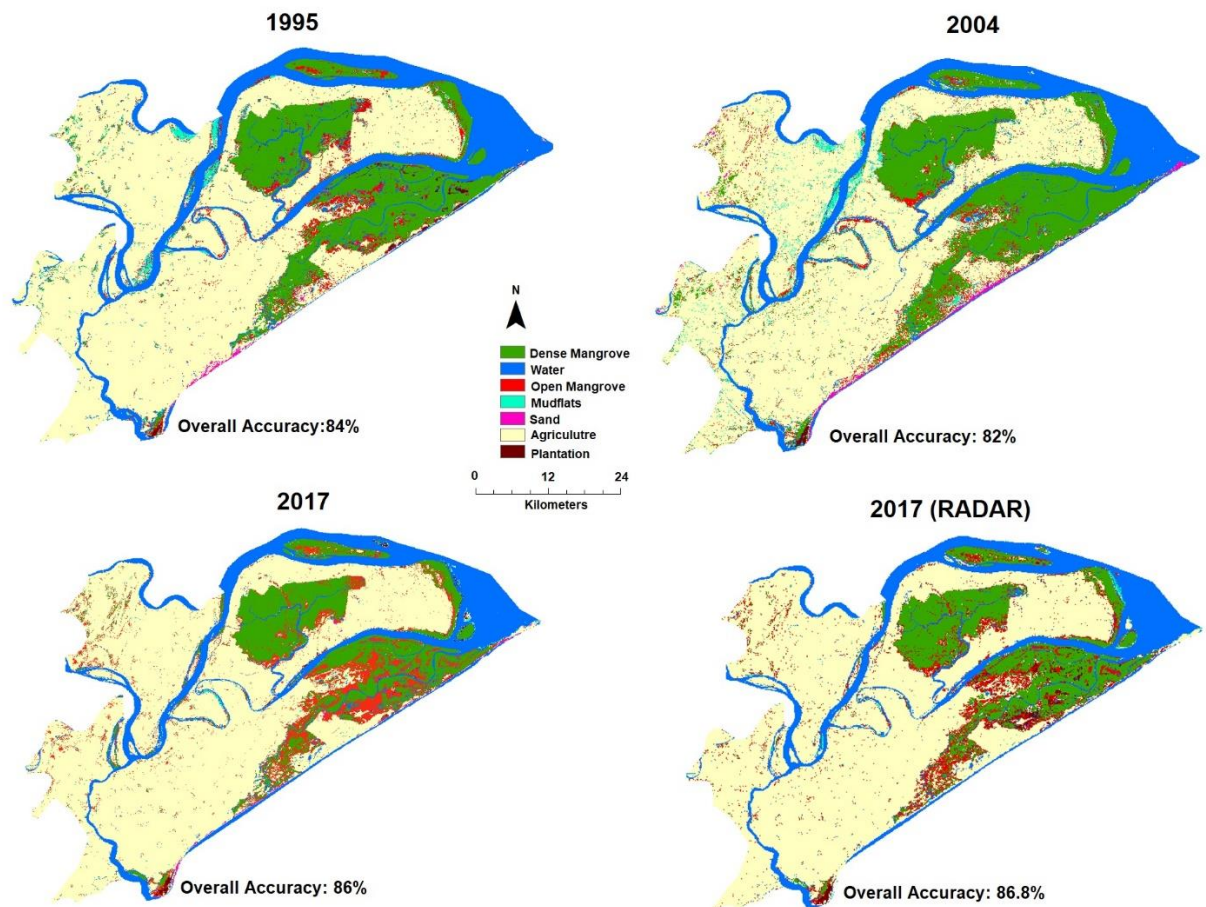 1995
2004
N
Dense Mangrove
Water
Open Mangrove
Mudflats
Sand
Agriculutre
Plantation
Overall Accuracy:84%
Overall Accuracy: 82%
0 12 24
Kilometers
2017
2017 (RADAR)
Overall Accuracy: 86%
Overall Accuracy: 86.8%